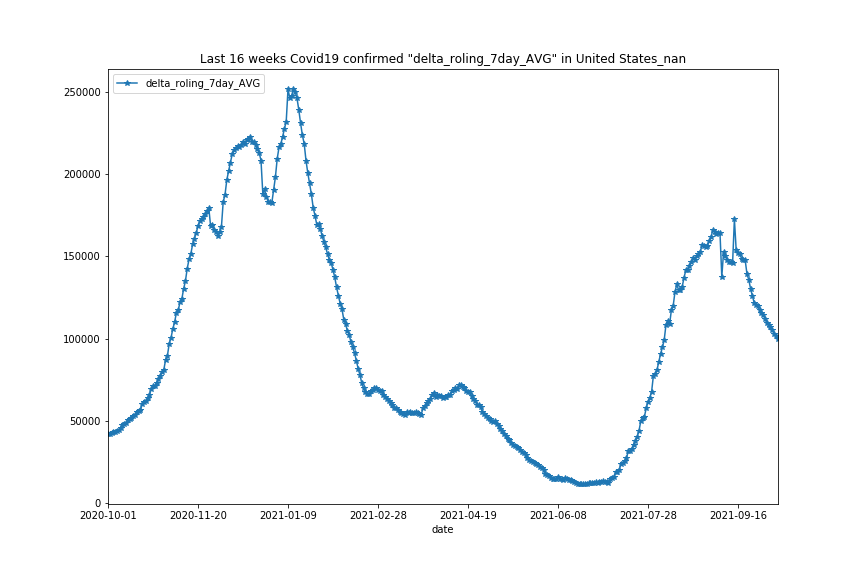 Last 16 weeks Covid19 confirmed "delta_roling_7day_AVG" in United States_nan
delta_roling_7day_AVG
250000
200000
150000
100000
50000
0
2020-10-01 2020-11-20 2021-01-09 2021-02-28 2021-04-19 2021-06-08 2021-07-28 2021-09-16
date